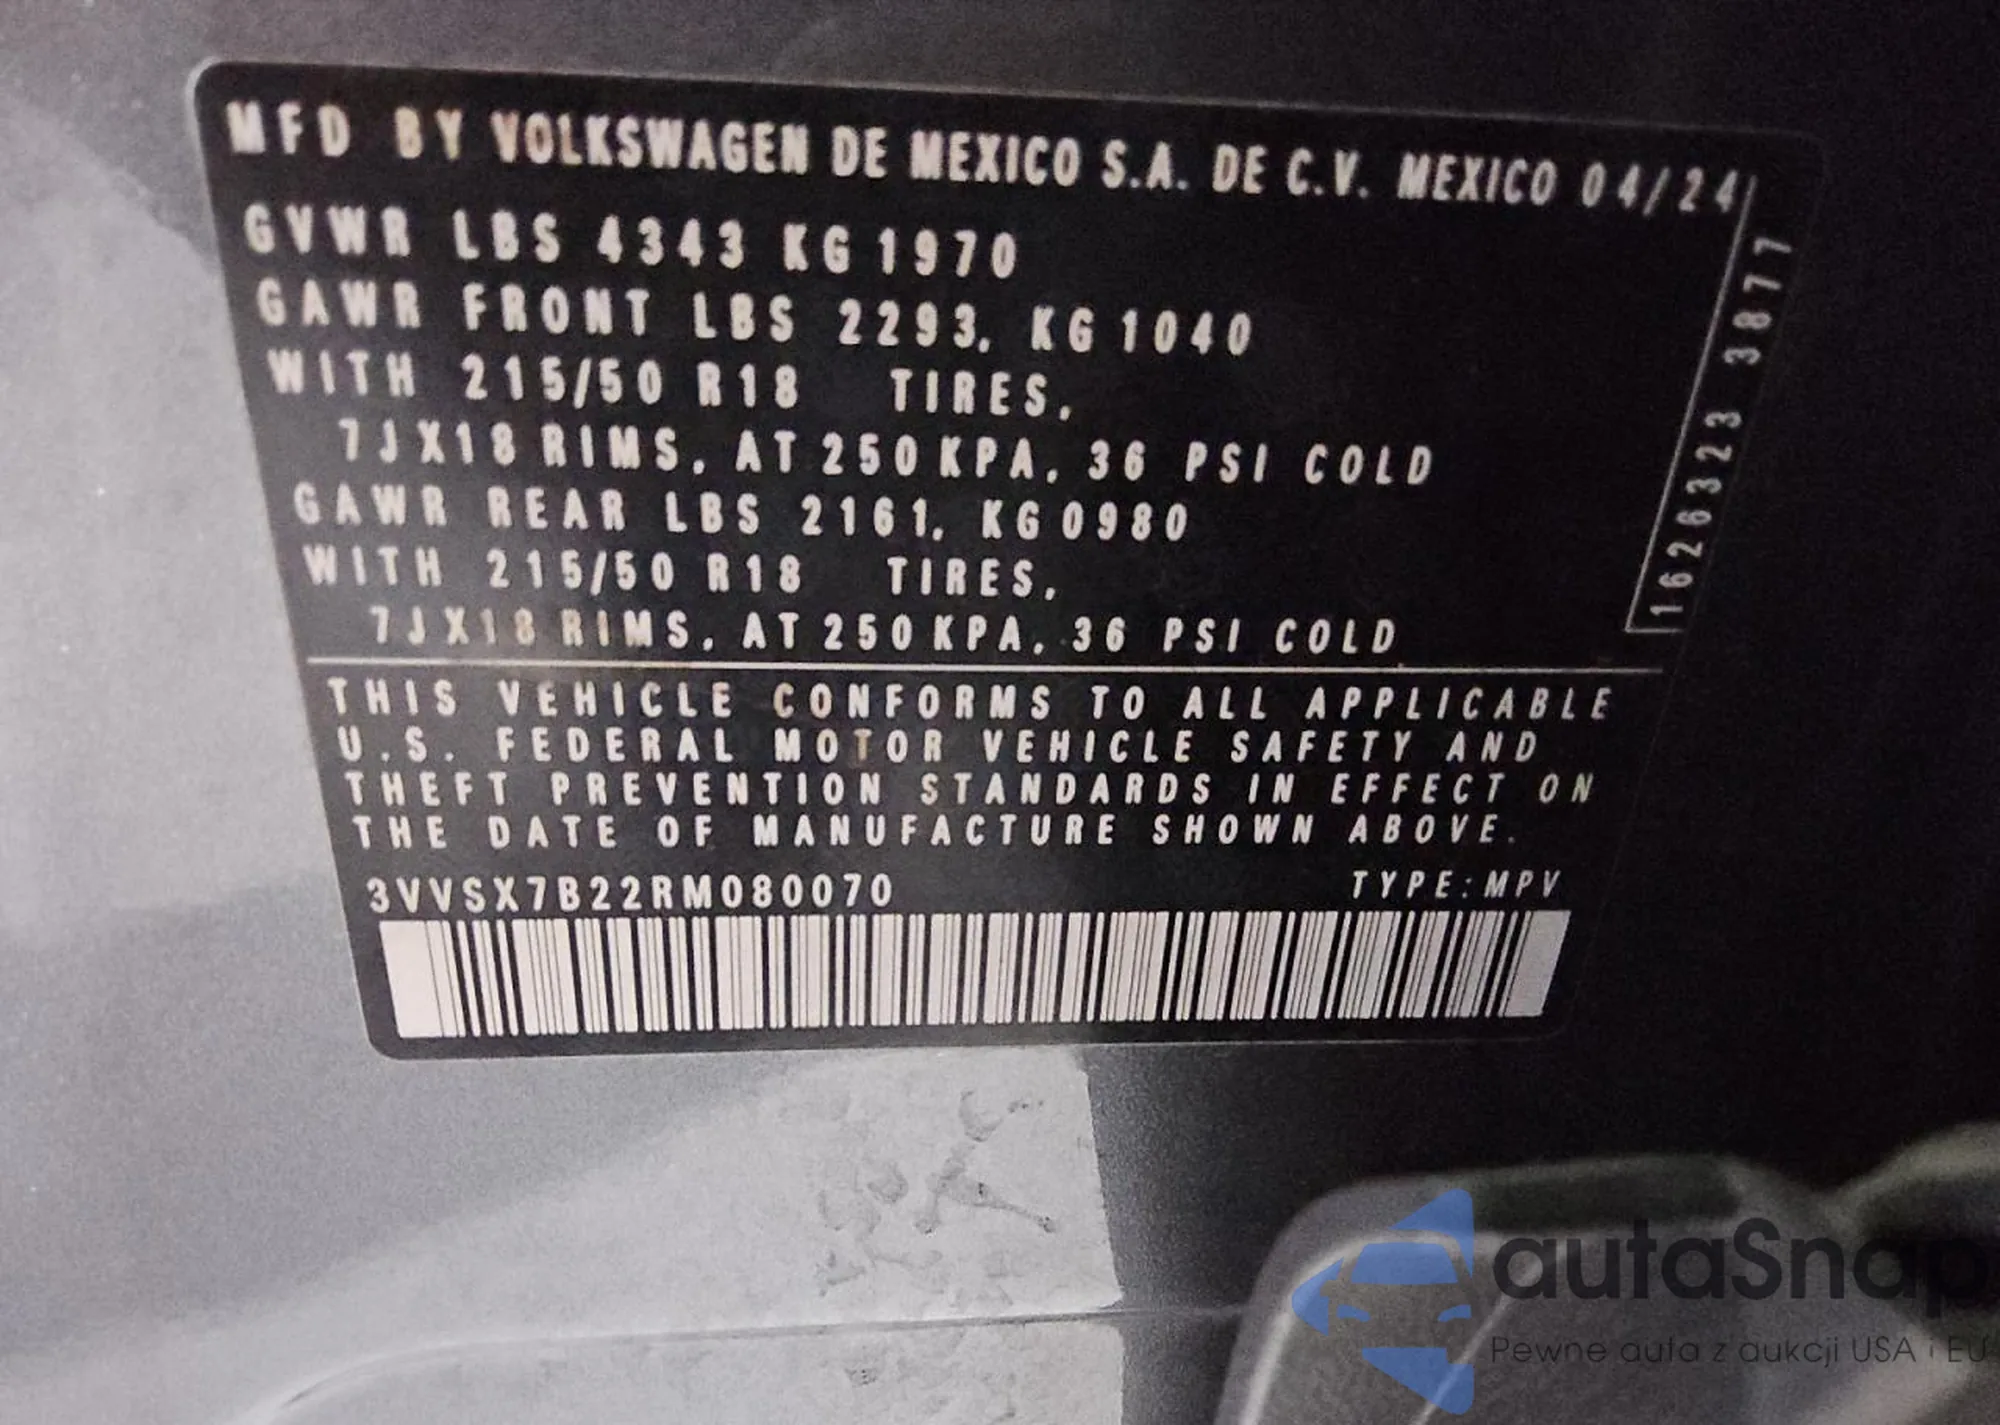 MFD BY VOLKSWAGEN DE MEXICO S.A. DE C.V. MEXICO 04/24
GVWR LBS 4343 KG 1970
GAWR FRONT LBS 2293, KG 1040
WITH 215/50 R18 TIRES,
7JX18 RIMS, AT 250 KPA, 36 PSI COLD
GAWR REAR LBS 2161, KG 0980
WITH 215/50 R18 TIRES,
7JX18 RIMS, AT 250 KPA, 36 PSI COLD
1626323 3877
THIS VEHICLE CONFORMS TO ALL APPLICABLE
U.S. FEDERAL MOTOR VEHICLE SAFETY AND
THEFT PREVENTION STANDARDS IN EFFECT ON
THE DATE OF MANUFACTURE SHOWN ABOVE.
3VVSX7B22RM080070 TYPE: MPV
autaSnap
Pewne auta z aukcji USA i EU